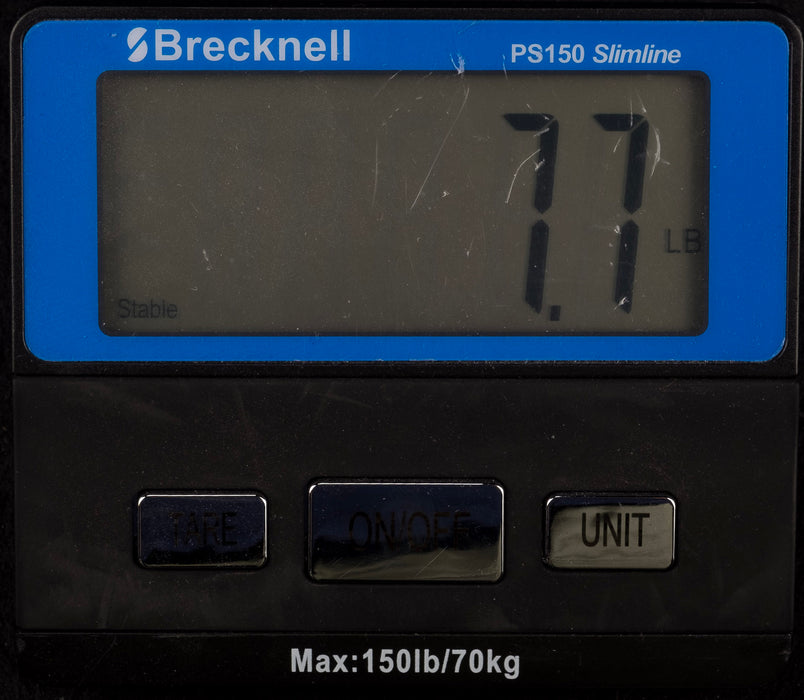 Brecknell PS150 Slimline
7.7 LB
Stable
TARE ON/OFF UNIT
Max:150lb/70kg